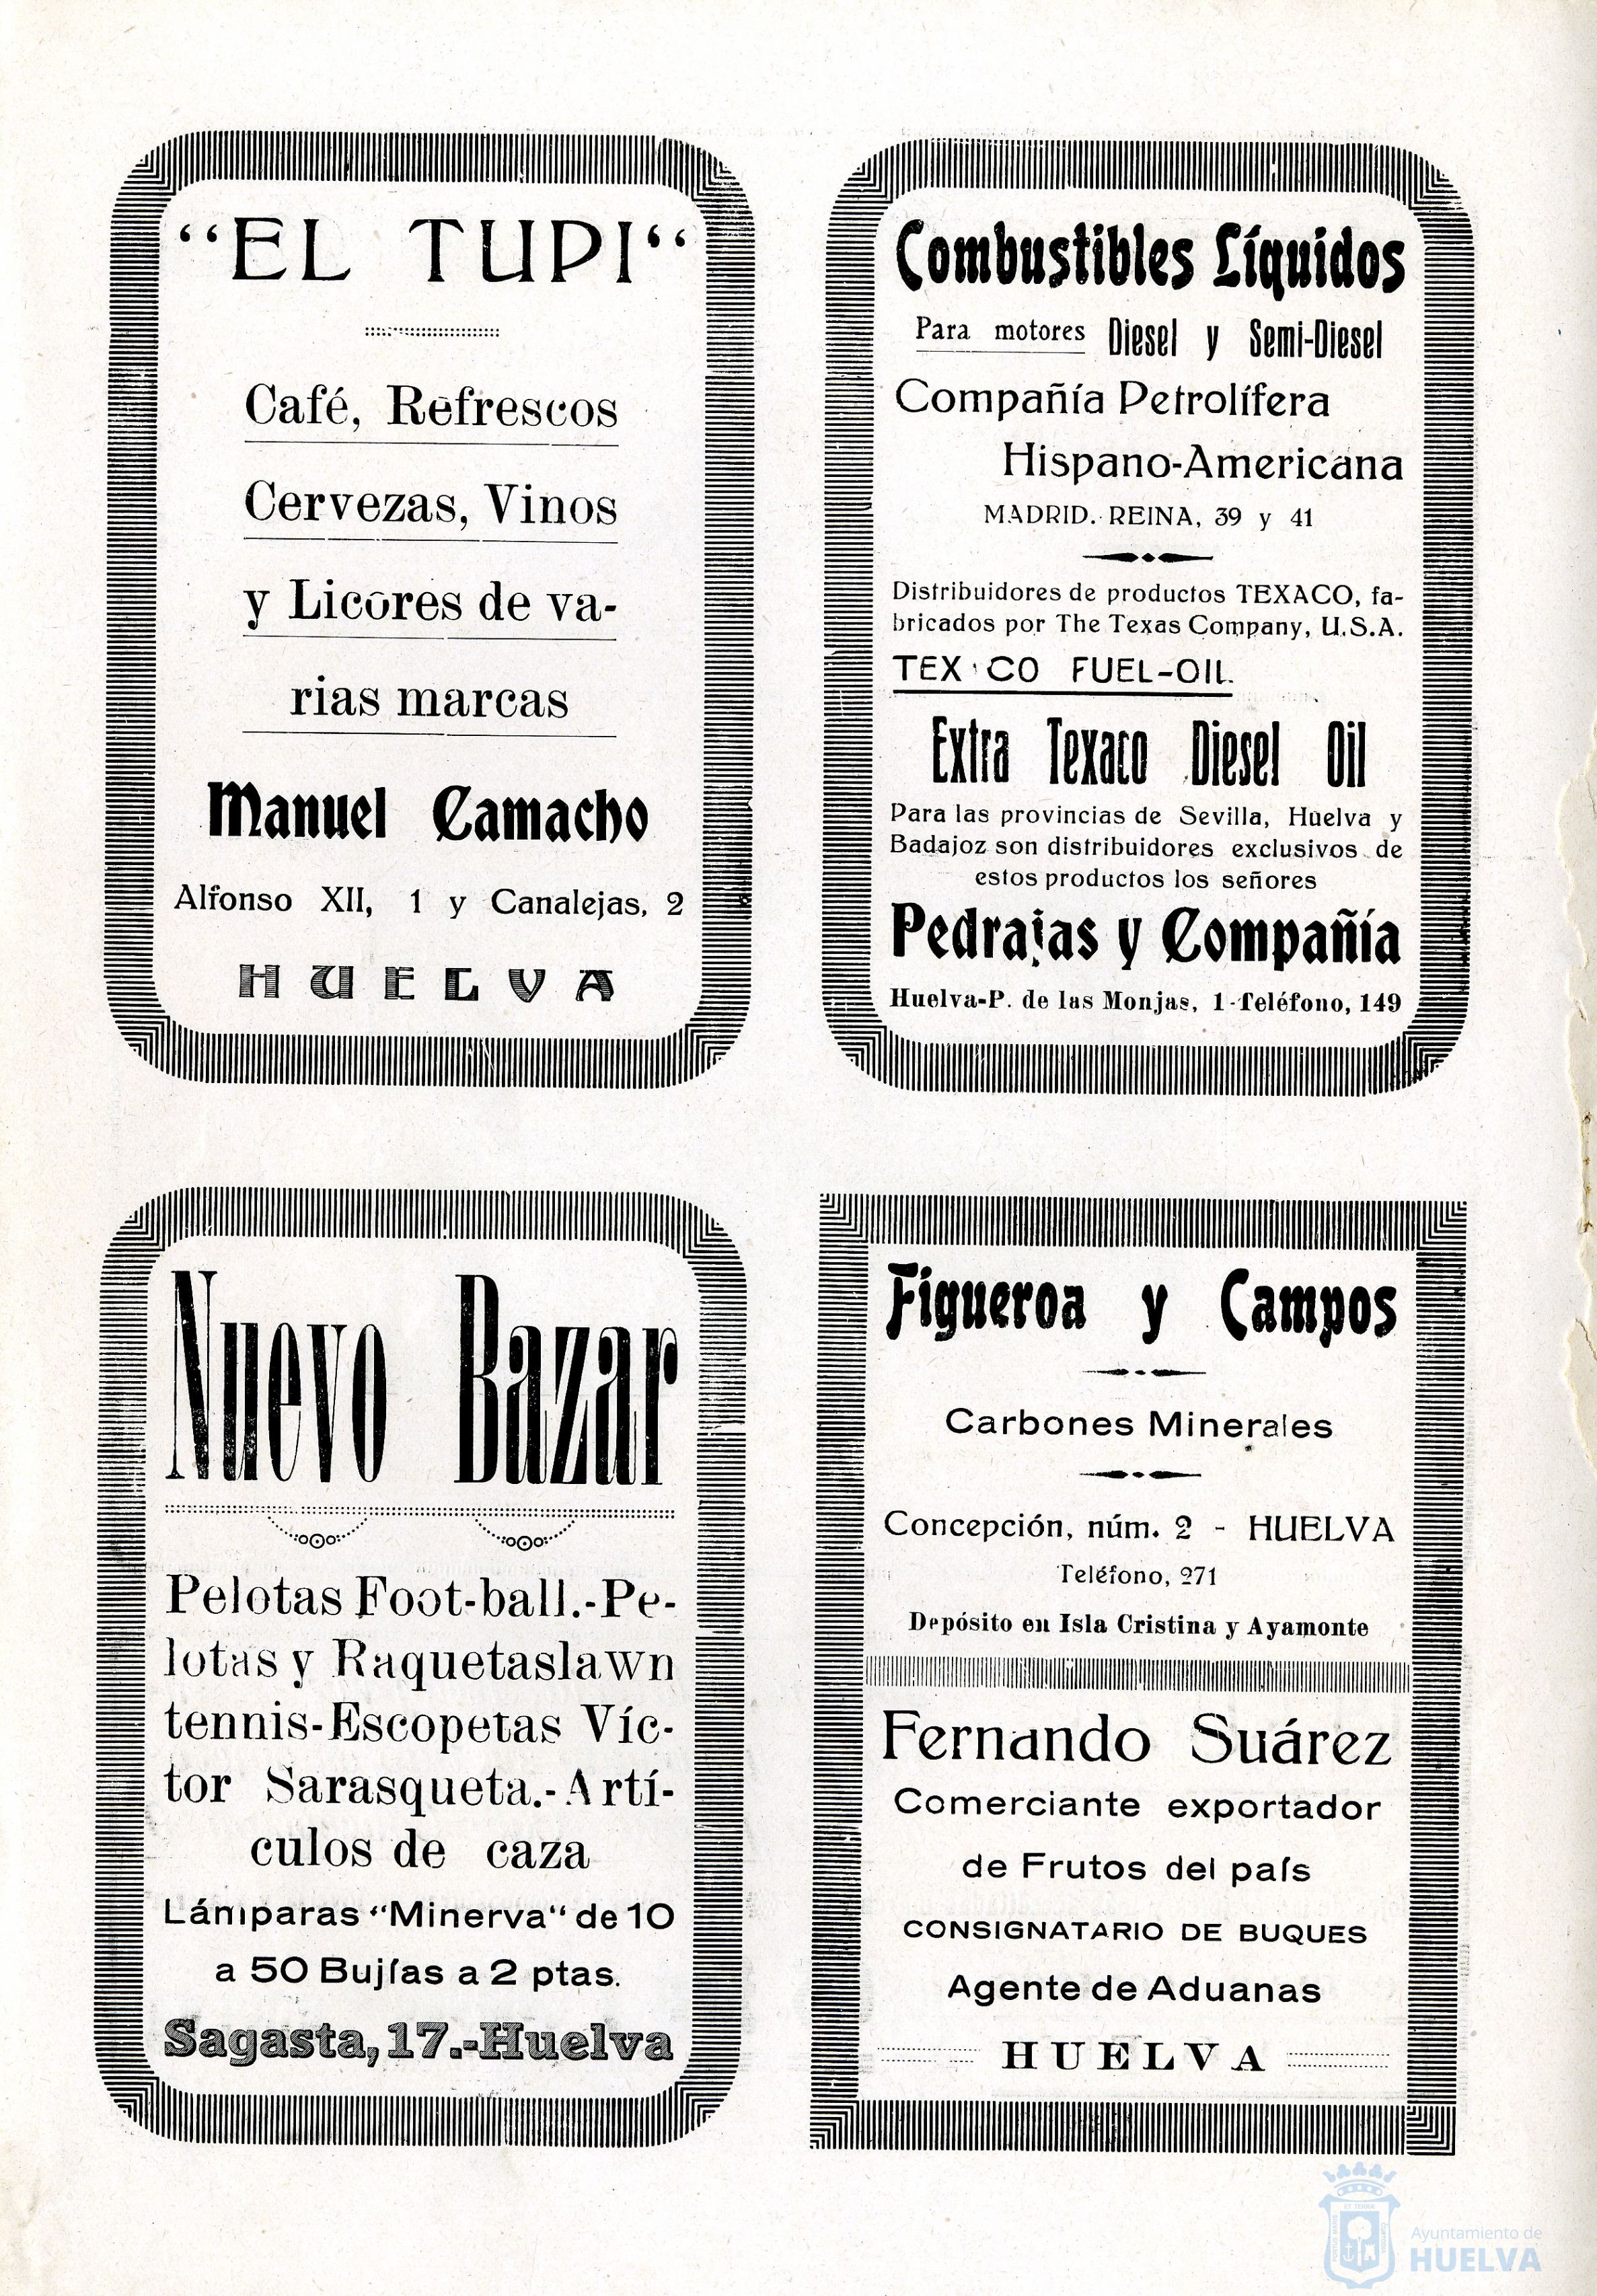 “EL TUPI“
Café, Refrescos
Cervezas, Vinos
y Licores de va-
rias marcas
Manuel Camacho
Alfonso XII, 1 y Canalejas, 2
HUELVA
Combustibles Líquidos
Para motores Diesel y Semi-Diesel
Compañía Petrolífera
Hispano-Americana
MADRID.-REINA, 39 y 41
Distribuidores de productos TEXACO, fa-
bricados por The Texas Company, U.S.A.
TEX CO FUEL-OIL.
Extra Texaco Diesel Oil
Para las provincias de Sevilla, Huelva y
Badajoz son distribuidores exclusivos de
estos productos los señores
Pedrajas y Compañía
Huelva-P. de las Monjas, 1-Teléfono, 149
Nuevo Bazar
Pelotas Foot-ball.-Pe-
lotas y Raquetaslawn
tennis-Escopetas Víc-
tor Sarasqueta.-Artí-
culos de caza
Lámparas “Minerva“ de 10
a 50 Bujías a 2 ptas.
Sagasta, 17.-Huelva
Figueroa y Campos
Carbones Minerales
Concepción, núm. 2 - HUELVA
Teléfono, 271
Depósito en Isla Cristina y Ayamonte
Fernando Suárez
Comerciante exportador
de Frutos del país
CONSIGNATARIO DE BUQUES
Agente de Aduanas
HUELVA
Ayuntamiento de
HUELVA